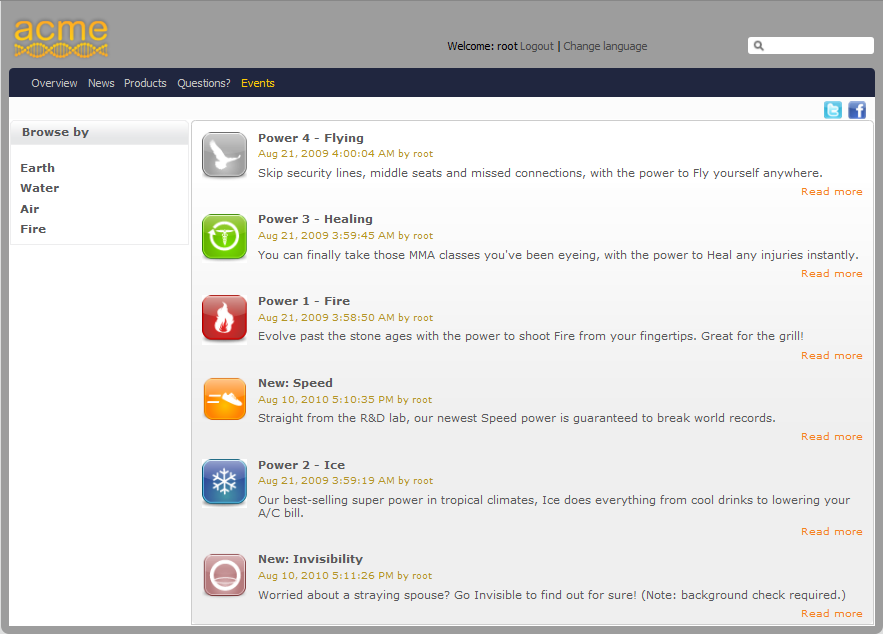 acme
Welcome: root Logout | Change language
Overview News Products Questions? Events
Browse by
Earth
Water
Air
Fire
Power 4 - Flying
Aug 21, 2009 4:00:04 AM by root
Skip security lines, middle seats and missed connections, with the power to Fly yourself anywhere.
Read more
Power 3 - Healing
Aug 21, 2009 3:59:45 AM by root
You can finally take those MMA classes you've been eyeing, with the power to Heal any injuries instantly.
Read more
Power 1 - Fire
Aug 21, 2009 3:58:50 AM by root
Evolve past the stone ages with the power to shoot Fire from your fingertips. Great for the grill!
Read more
New: Speed
Aug 10, 2010 5:10:35 PM by root
Straight from the R&D lab, our newest Speed power is guaranteed to break world records.
Read more
Power 2 - Ice
Aug 21, 2009 3:59:19 AM by root
Our best-selling super power in tropical climates, Ice does everything from cool drinks to lowering your
A/C bill.
Read more
New: Invisibility
Aug 10, 2010 5:11:26 PM by root
Worried about a straying spouse? Go Invisible to find out for sure! (Note: background check required.)
Read more